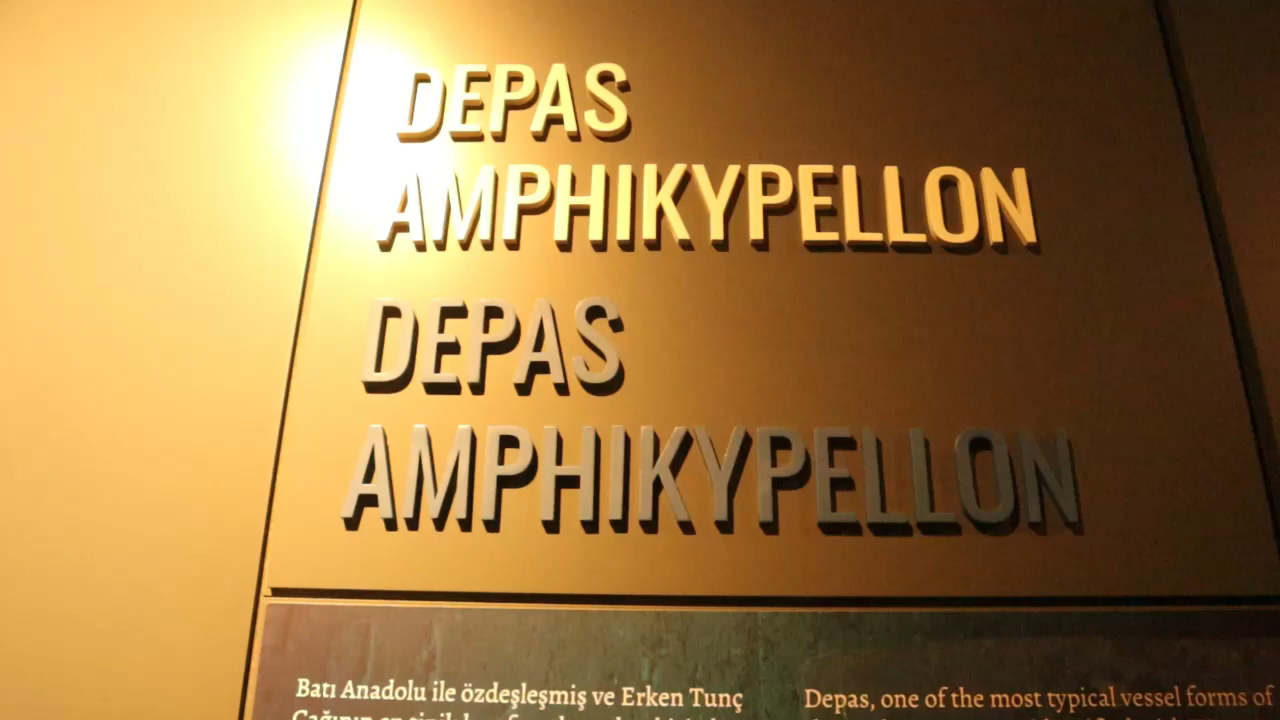 DEPAS
AMPHIKYPELLON
DEPAS
AMPHIKYPELLON
Batı Anadolu ile özdeşleşmiş ve Erken Tunç
Depas, one of the most typical vessel forms of